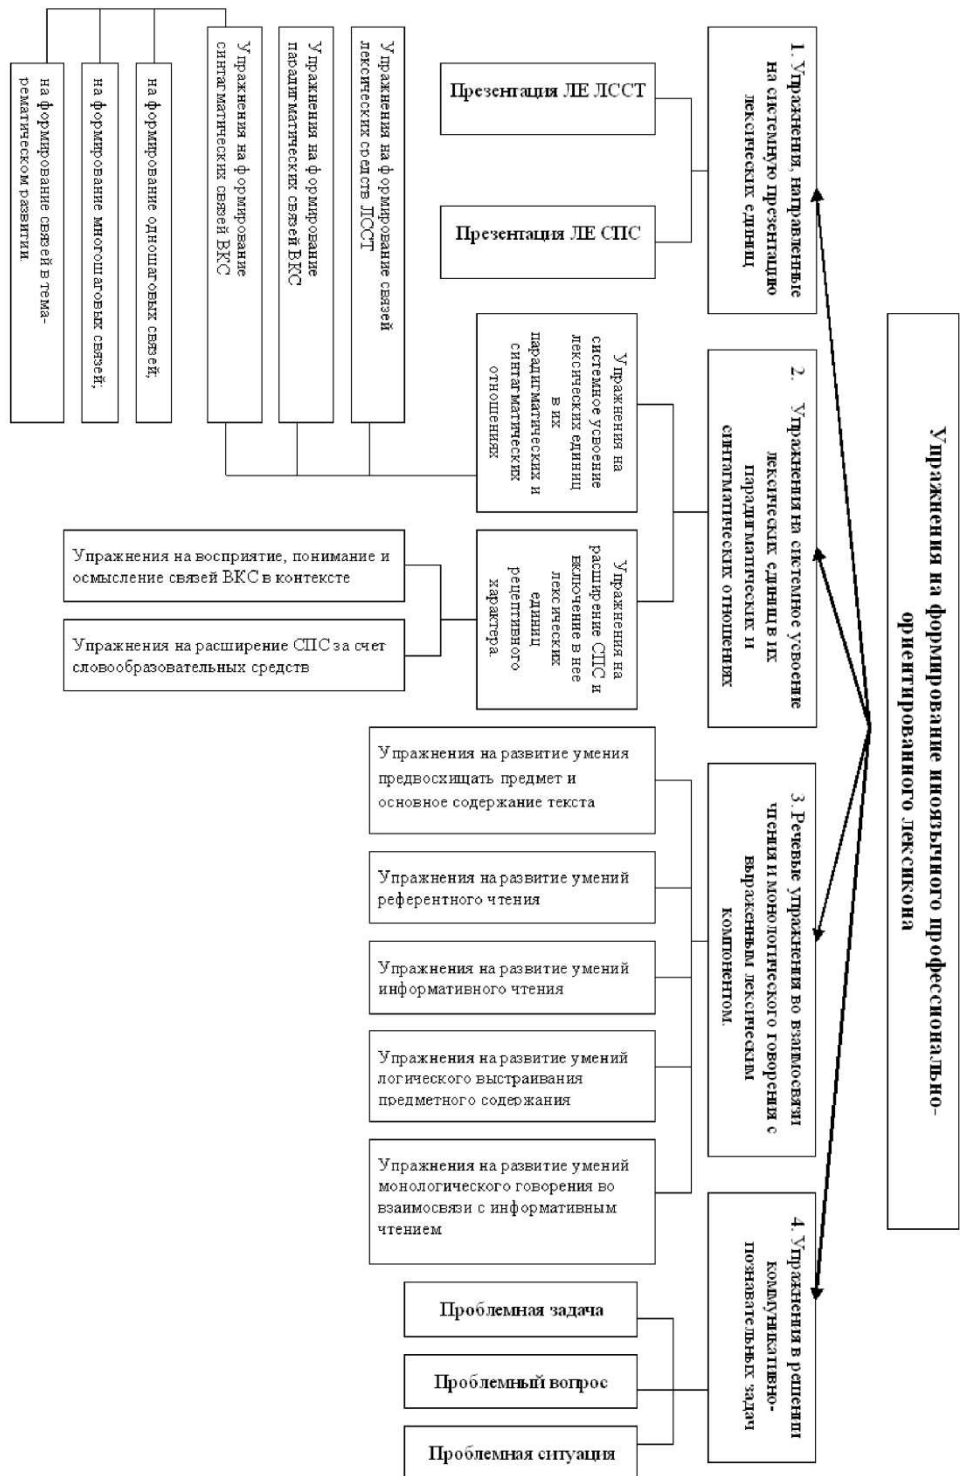 Упражнения на формирование иноязычного профессионально-
ориентированного лексикона
1. Упражнения, направленные
на системную презентацию
лексических единиц
Презентация ЛЕ ЛССТ
Презентация ЛЕ СПС
2. Упражнения на системное усвоение
лексических единиц в их
парадигматических и
синтагматических отношениях
Упражнения на
системное усвоение
лексических единиц
в их
парадигматических и
синтагматических
отношениях
Упражнения на формирование связей
лексических средств ЛССТ
Упражнения на формирование
парадигматических связей ВКС
Упражнения на формирование
синтагматических связей ВКС
на формирование одношаговых связей;
на формирование многошаговых связей;
на формирование связей в тема-
рематическом развитии.
Упражнения на
расширение СПС и
включение в нее
лексических
единиц
рецептивного
характера.
Упражнения на восприятие, понимание и
осмысление связей ВКС в контексте
Упражнения на расширение СПС за счет
словообразовательных средств
3. Речевые упражнения во взаимосвязи
чтения и монологического говорения с
выраженным лексическим
компонентом.
Упражнения на развитие умения
предвосхищать предмет и
основное содержание текста
Упражнения на развитие умений
референтного чтения
Упражнения на развитие умений
информативного чтения
Упражнения на развитие умений
логического выстраивания
предметного содержания
Упражнения на развитие умений
монологического говорения во
взаимосвязи с информативным
чтением
4. Упражнения в решении
коммуникативно-
познавательных задач
Проблемная задача
Проблемный вопрос
Проблемная ситуация